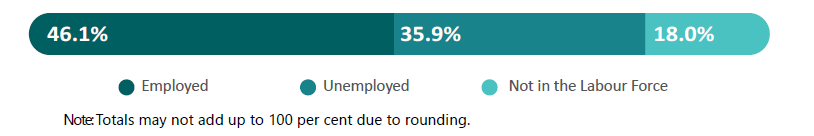 46.1% 35.9% 18.0%
Employed Unemployed Not in the Labour Force
Note: Totals may not add up to 100 per cent due to rounding.